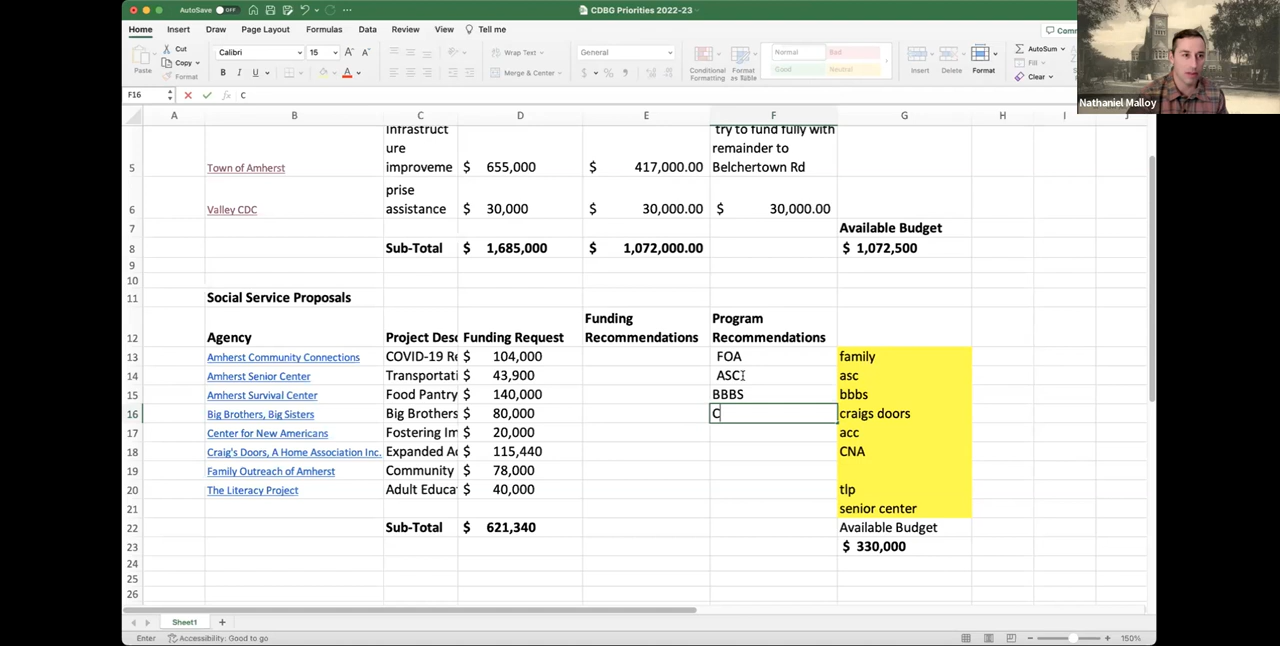 AutoSave OFF CDBG Priorities 2022-23
Home Insert Draw Page Layout Formulas Data Review View Tell me
Paste Cut Copy Format Calibri 15 B I U A Wrap Text Merge & Center General $ % Conditional Formatting Format as Table Normal Bad Good Neutral Insert Delete Format AutoSum Fill Clear
Nathaniel Malloy
F16 fx C
A B C D E F G H I
Infrastruct try to fund fully with
ure remainder to
5 Town of Amherst improveme $ 655,000 $ 417,000.00 Belchertown Rd
prise
6 Valley CDC assistance $ 30,000 $ 30,000.00 $ 30,000.00
7 Available Budget
8 Sub-Total $ 1,685,000 $ 1,072,000.00 $ 1,072,500
9
10
11 Social Service Proposals
Funding Program
12 Agency Project Desc Funding Request Recommendations Recommendations
13 Amherst Community Connections COVID-19 Re $ 104,000 FOA family
14 Amherst Senior Center Transportati $ 43,900 ASC asc
15 Amherst Survival Center Food Pantry $ 140,000 BBBS bbbs
16 Big Brothers, Big Sisters Big Brothers $ 80,000 C craigs doors
17 Center for New Americans Fostering Im $ 20,000 acc
18 Craig's Doors, A Home Association Inc. Expanded Ac $ 115,440 CNA
19 Family Outreach of Amherst Community $ 78,000
20 The Literacy Project Adult Educa $ 40,000 tlp
21 senior center
22 Sub-Total $ 621,340 Available Budget
23 $ 330,000
24
25
26
Sheet1
Enter Accessibility: Good to go 150%